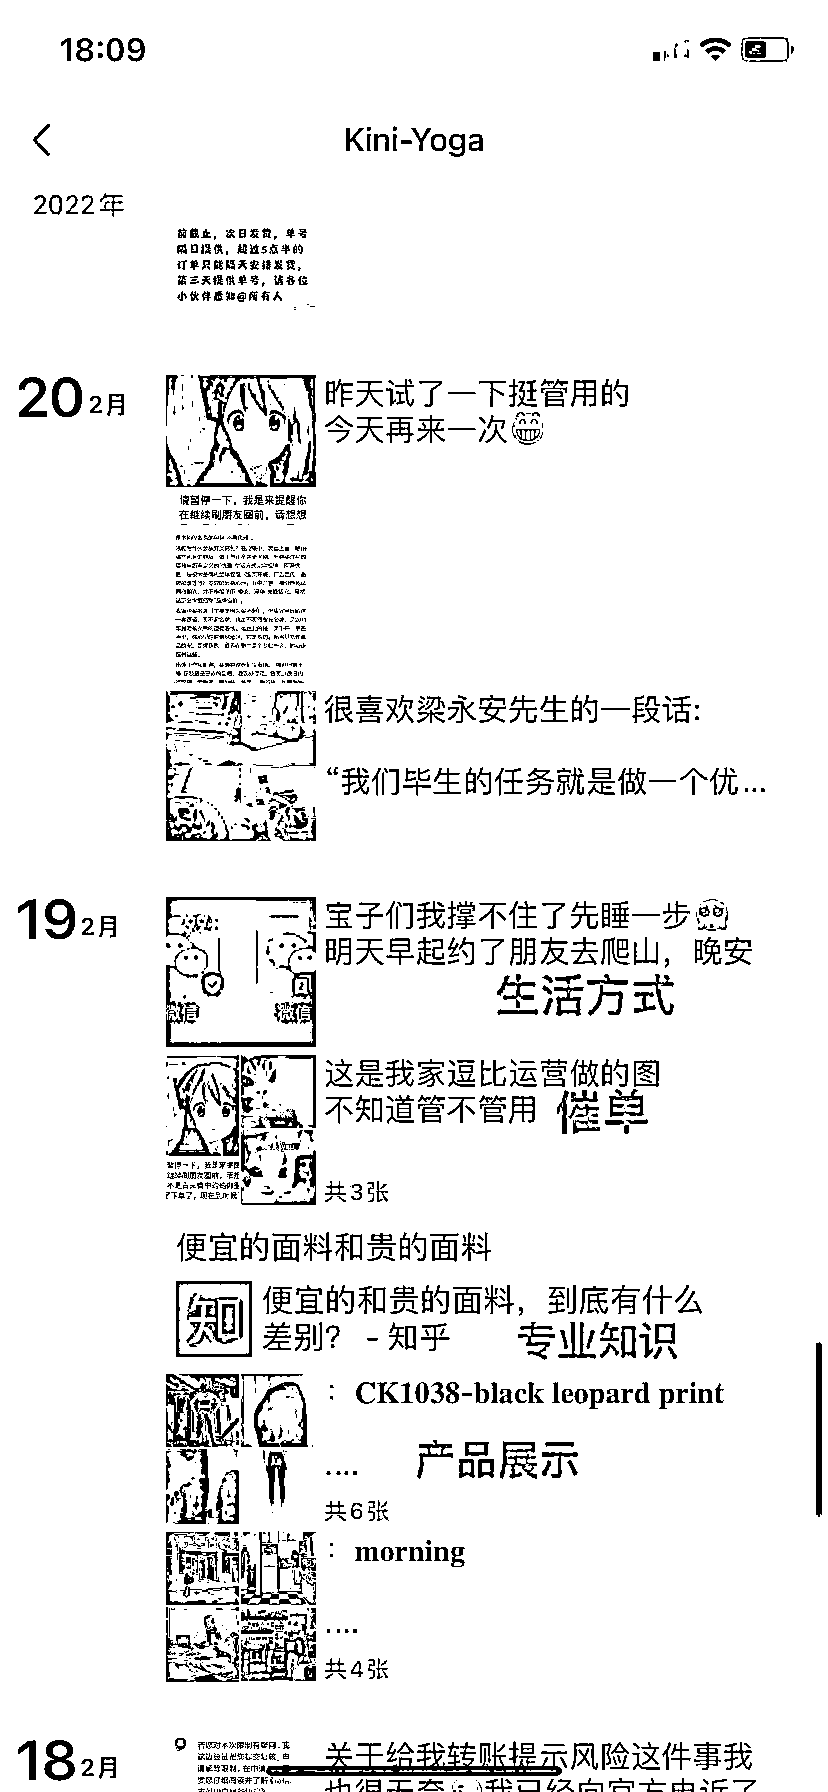 18:09
Kini-Yoga
2022年
前截止，次日发货，单号
隔日提供，超过5点半的
订单只能隔天安排发货，
第三天提供单号，请各位
小伙伴悉知@所有人
20 2月
昨天试了一下挺管用的
今天再来一次😁
请暂停一下，我是来提醒你
在继续刷朋友圈前，请想想
很喜欢梁永安先生的一段话:
“我们毕生的任务就是做一个优...
19 2月
宝子们我撑不住了先睡一步
明天早起约了朋友去爬山，晚安
生活方式
微信
微信
这是我家逗比运营做的图
不知道管不管用
催单
共3张
便宜的面料和贵的面料
知
便宜的和贵的面料，到底有什么
差别？ - 知乎
专业知识
：CK1038-black leopard print
....
产品展示
共6张
：morning
....
共4张
18 2月
关于给我转账提示风险这件事我
也很无奈 我已经向官方申诉了